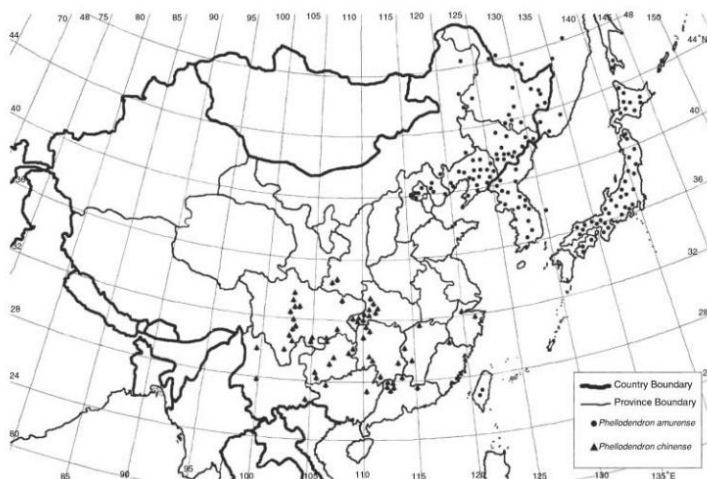 70 48 75 80 85 90 95 100 105 110 115 120 125 130 135 140 48 145 150
44
44°N
40
40
36
36
32
32
28
28
24
24
Country Boundary
Province Boundary
Phellodendron amurense
Phellodendron chinense
85 90 95 100 105 110 115 120 125 130 135°E